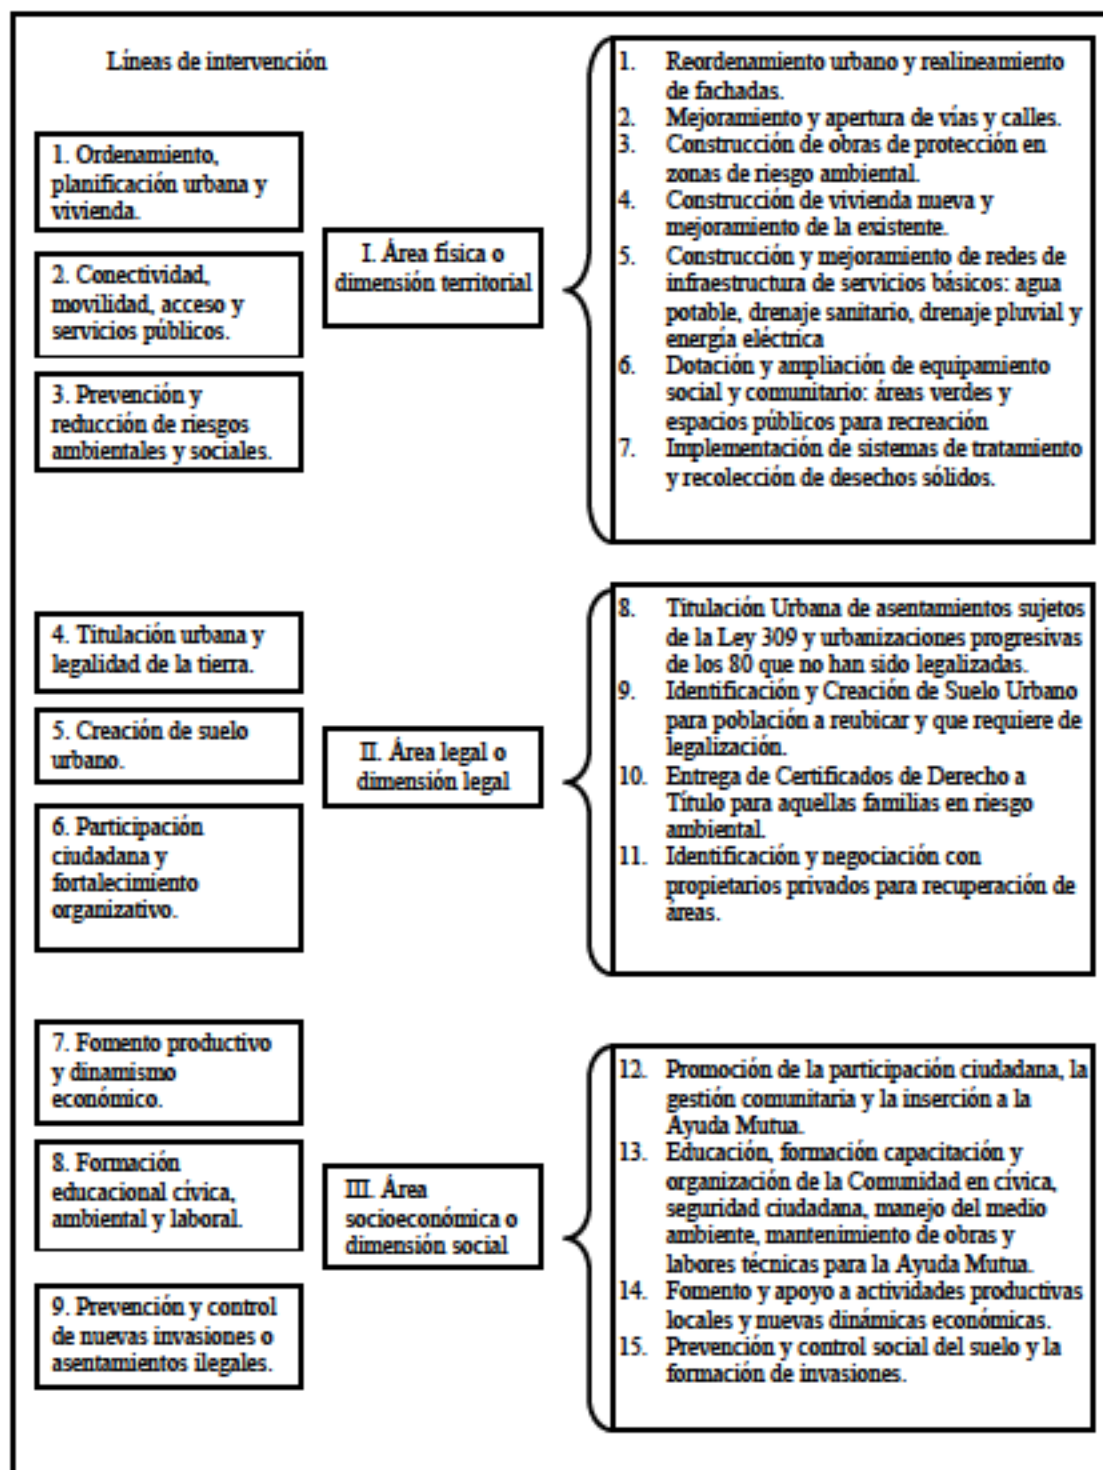 Líneas de intervención
1. Ordenamiento,
planificación urbana y
vivienda.
2. Conectividad,
movilidad, acceso y
servicios públicos.
3. Prevención y
reducción de riesgos
ambientales y sociales.
I. Área física o
dimensión territorial
1. Reordenamiento urbano y realineamiento
de fachadas.
2. Mejoramiento y apertura de vías y calles.
3. Construcción de obras de protección en
zonas de riesgo ambiental.
4. Construcción de vivienda nueva y
mejoramiento de la existente.
5. Construcción y mejoramiento de redes de
infraestructura de servicios básicos: agua
potable, drenaje sanitario, drenaje pluvial y
energía eléctrica
6. Dotación y ampliación de equipamiento
social y comunitario: áreas verdes y
espacios públicos para recreación
7. Implementación de sistemas de tratamiento
y recolección de desechos sólidos.
4. Titulación urbana y
legalidad de la tierra.
5. Creación de suelo
urbano.
6. Participación
ciudadana y
fortalecimiento
organizativo.
II. Área legal o
dimensión legal
8. Titulación Urbana de asentamientos sujetos
de la Ley 309 y urbanizaciones progresivas
de los 80 que no han sido legalizadas.
9. Identificación y Creación de Suelo Urbano
para población a reubicar y que requiere de
legalización.
10. Entrega de Certificados de Derecho a
Título para aquellas familias en riesgo
ambiental.
11. Identificación y negociación con
propietarios privados para recuperación de
áreas.
7. Fomento productivo
y dinamismo
económico.
8. Formación
educacional cívica,
ambiental y laboral.
9. Prevención y control
de nuevas invasiones o
asentamientos ilegales.
III. Área
socioeconómica o
dimensión social
12. Promoción de la participación ciudadana, la
gestión comunitaria y la inserción a la
Ayuda Mutua.
13. Educación, formación capacitación y
organización de la Comunidad en cívica,
seguridad ciudadana, manejo del medio
ambiente, mantenimiento de obras y
labores técnicas para la Ayuda Mutua.
14. Fomento y apoyo a actividades productivas
locales y nuevas dinámicas económicas.
15. Prevención y control social del suelo y la
formación de invasiones.